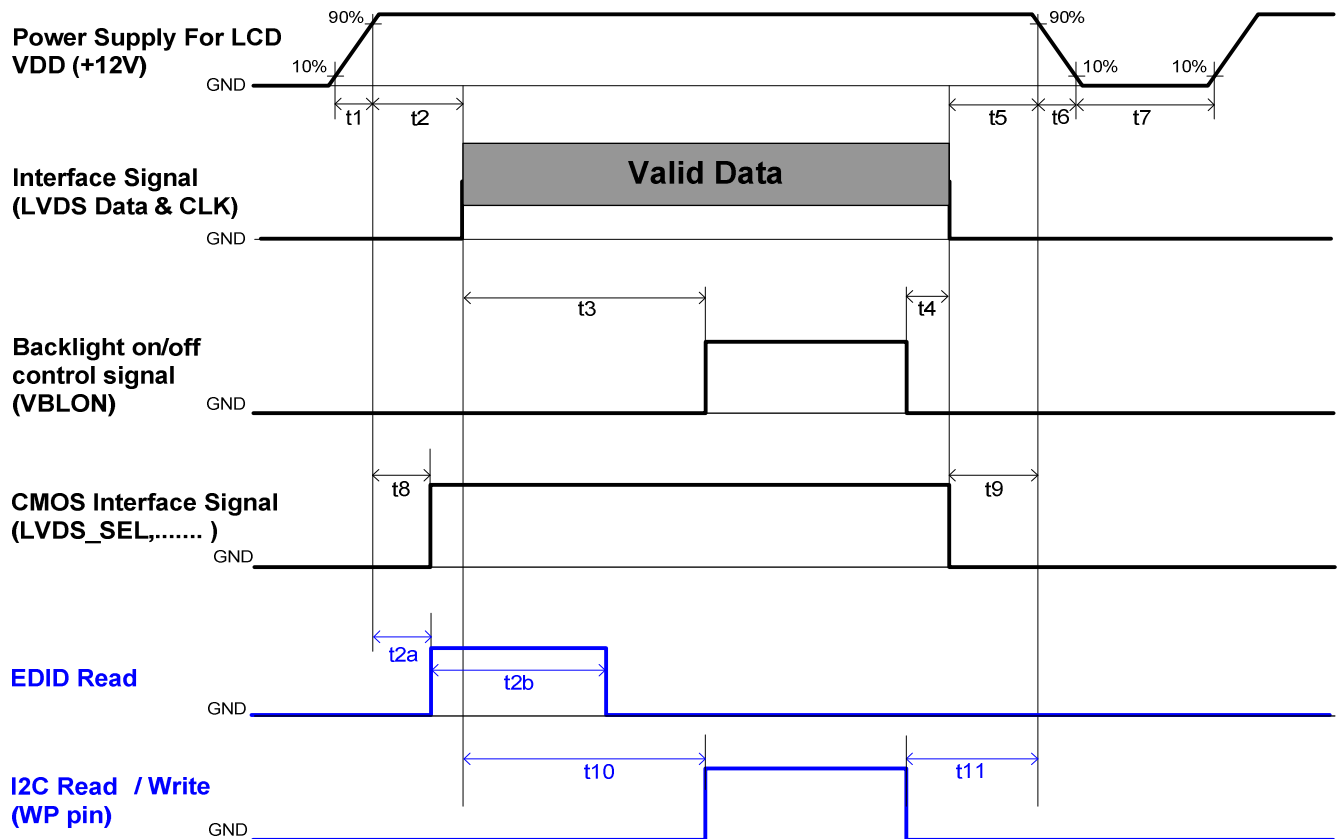 90%
90%
Power Supply For LCD
VDD (+12V)
10%
10%
10%
GND
t1
t2
t5
t6
t7
Valid Data
Interface Signal
(LVDS Data & CLK)
GND
t3
t4
Backlight on/off
control signal
(VBLON)
GND
t8
t9
CMOS Interface Signal
(LVDS_SEL,....... )
GND
t2a
t2b
EDID Read
GND
t10
t11
I2C Read / Write
(WP pin)
GND